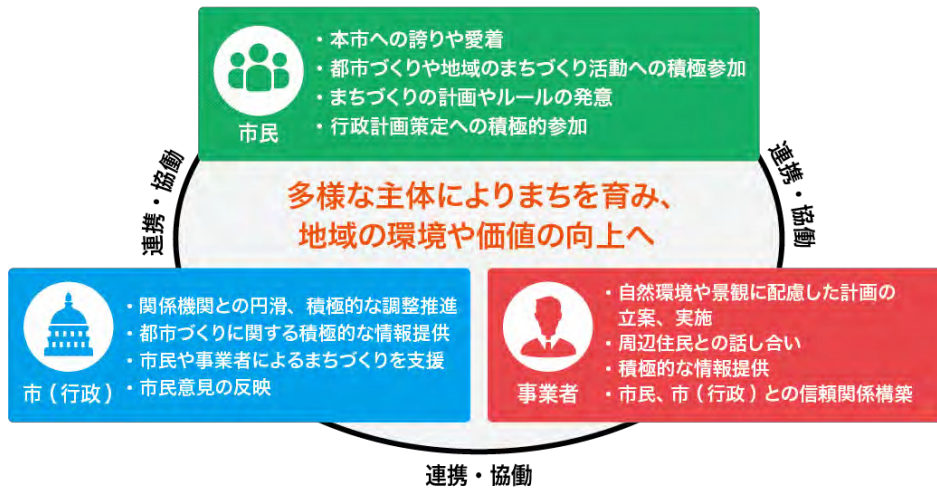 ・本市への誇りや愛着
・都市づくりや地域のまちづくり活動への積極参加
・まちづくりの計画やルールの発意
・行政計画策定への積極的参加
市民
連携・協働
連携・協働
多様な主体によりまちを育み、
地域の環境や価値の向上へ
・関係機関との円滑、積極的な調整推進
・都市づくりに関する積極的な情報提供
・市民や事業者によるまちづくりを支援
・市民意見の反映
市（行政）
・自然環境や景観に配慮した計画の
立案、実施
・周辺住民との話し合い
・積極的な情報提供
・市民、市（行政）との信頼関係構築
事業者
連携・協働